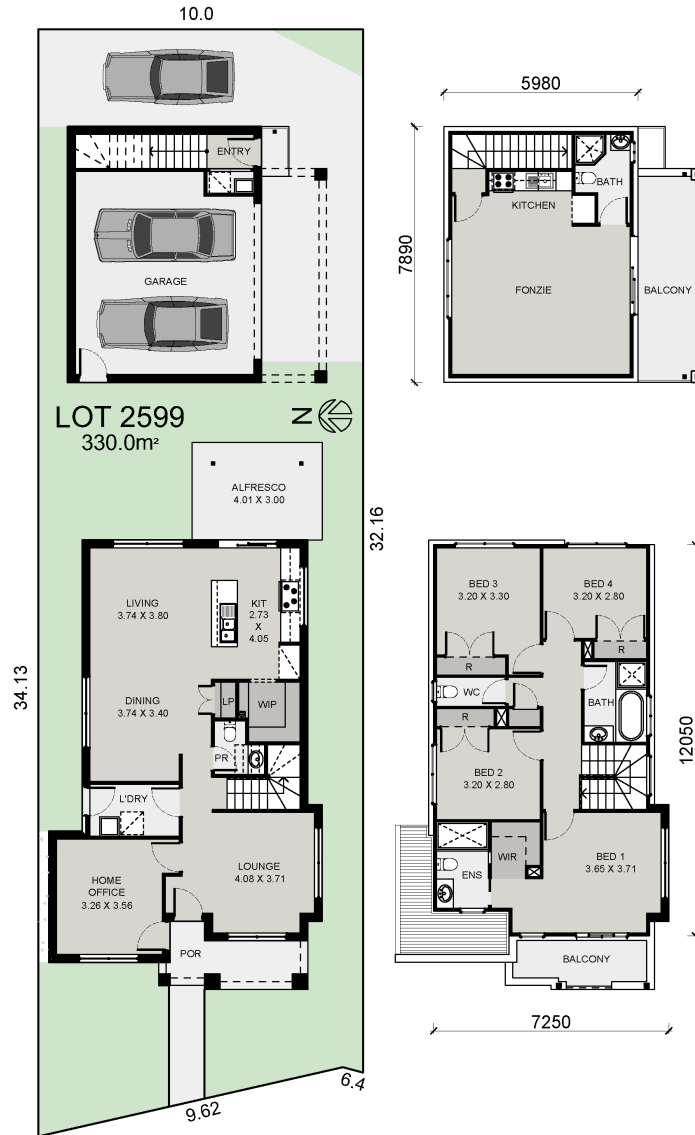 10.0
ENTRY
GARAGE
LOT 2599
330.0m²
N
ALFRESCO
4.01 X 3.00
32.16
34.13
LIVING
3.74 X 3.80
KIT
2.73
X
4.05
DINING
3.74 X 3.40
LP
WIP
PR
L'DRY
HOME
OFFICE
3.26 X 3.56
LOUNGE
4.08 X 3.71
POR
9.62
6.4
5980
7890
BATH
KITCHEN
FONZIE
BALCONY
BED 3
3.20 X 3.30
BED 4
3.20 X 2.80
R
R
WC
BATH
R
BED 2
3.20 X 2.80
12050
WIR
ENS
BED 1
3.65 X 3.71
BALCONY
7250